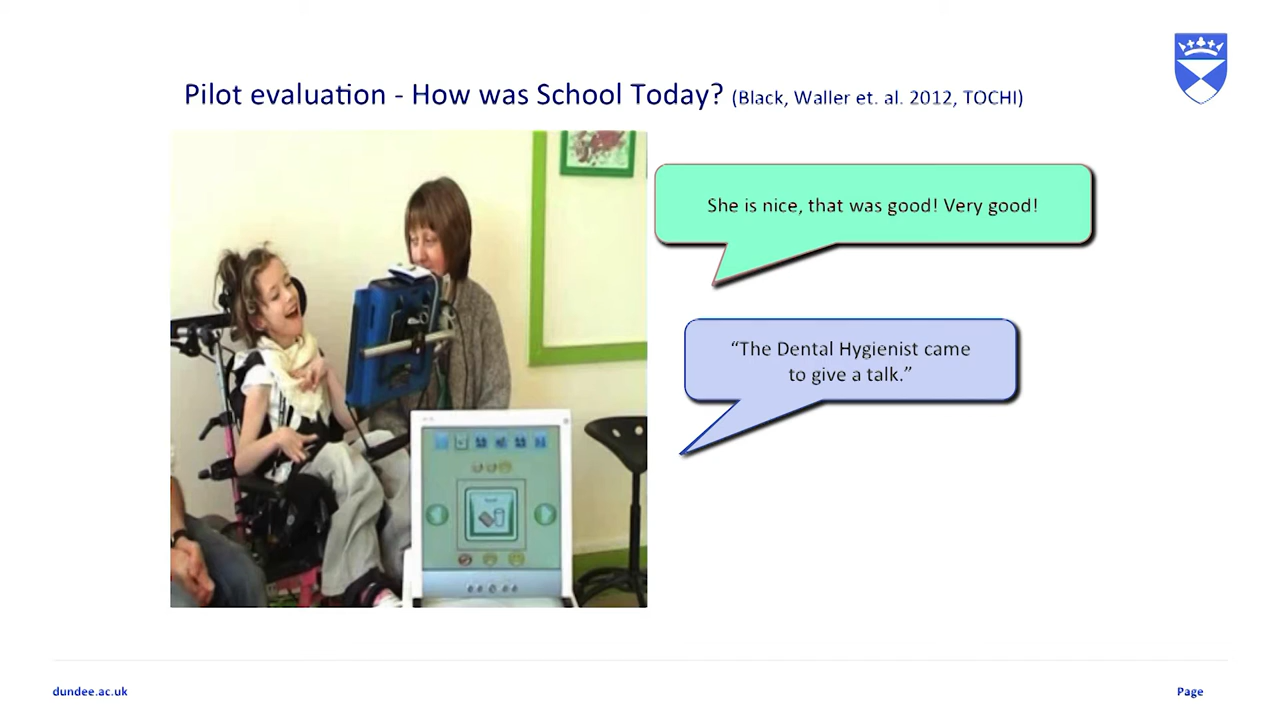 Pilot evaluation - How was School Today? (Black, Waller et. al. 2012, TOCHI)
She is nice, that was good! Very good!
“The Dental Hygienist came
to give a talk.”
dundee.ac.uk
Page